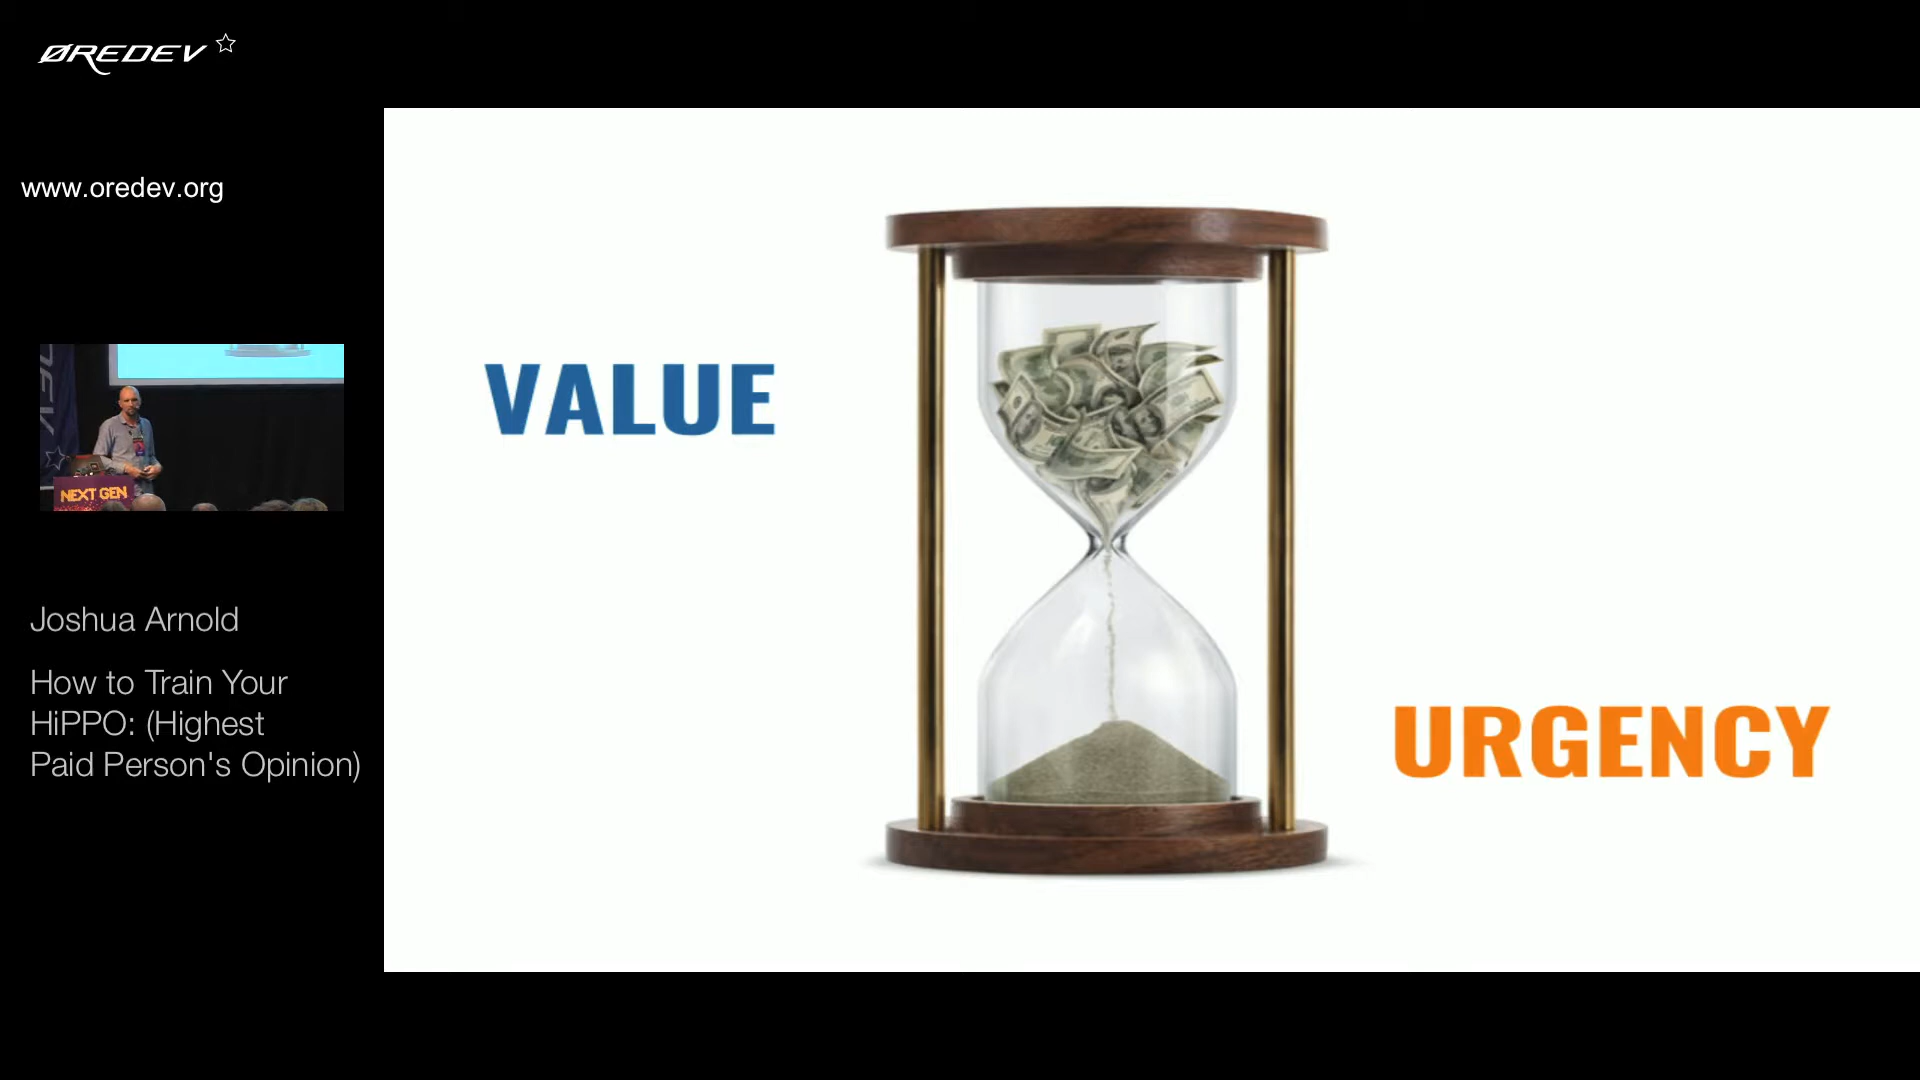 ØREDEV
www.oredev.org
VALUE
NEXT GEN
Joshua Arnold
How to Train Your
HiPPO: (Highest
Paid Person's Opinion)
URGENCY